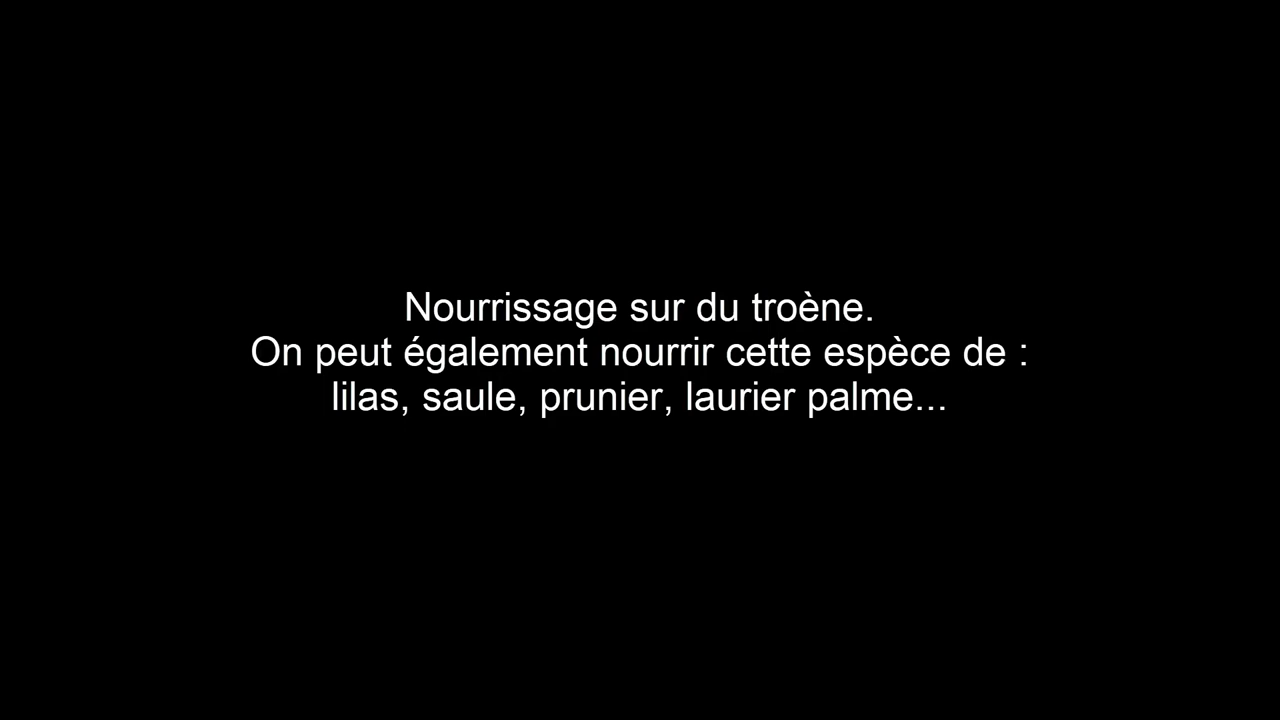 Nourrissage sur du troène.
On peut également nourrir cette espèce de :
lilas, saule, prunier, laurier palme...